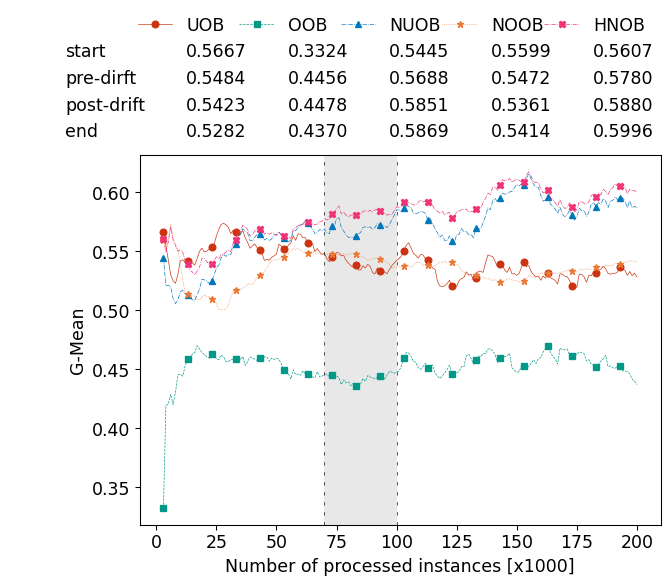 UOB OOB NUOB NOOB HNOB
start 0.5667 0.3324 0.5445 0.5599 0.5607
pre-dirft 0.5484 0.4456 0.5688 0.5472 0.5780
post-drift 0.5423 0.4478 0.5851 0.5361 0.5880
end 0.5282 0.4370 0.5869 0.5414 0.5996
0.60
0.55
0.50
0.45
0.40
0.35
G-Mean
0 25 50 75 100 125 150 175 200
Number of processed instances [x1000]